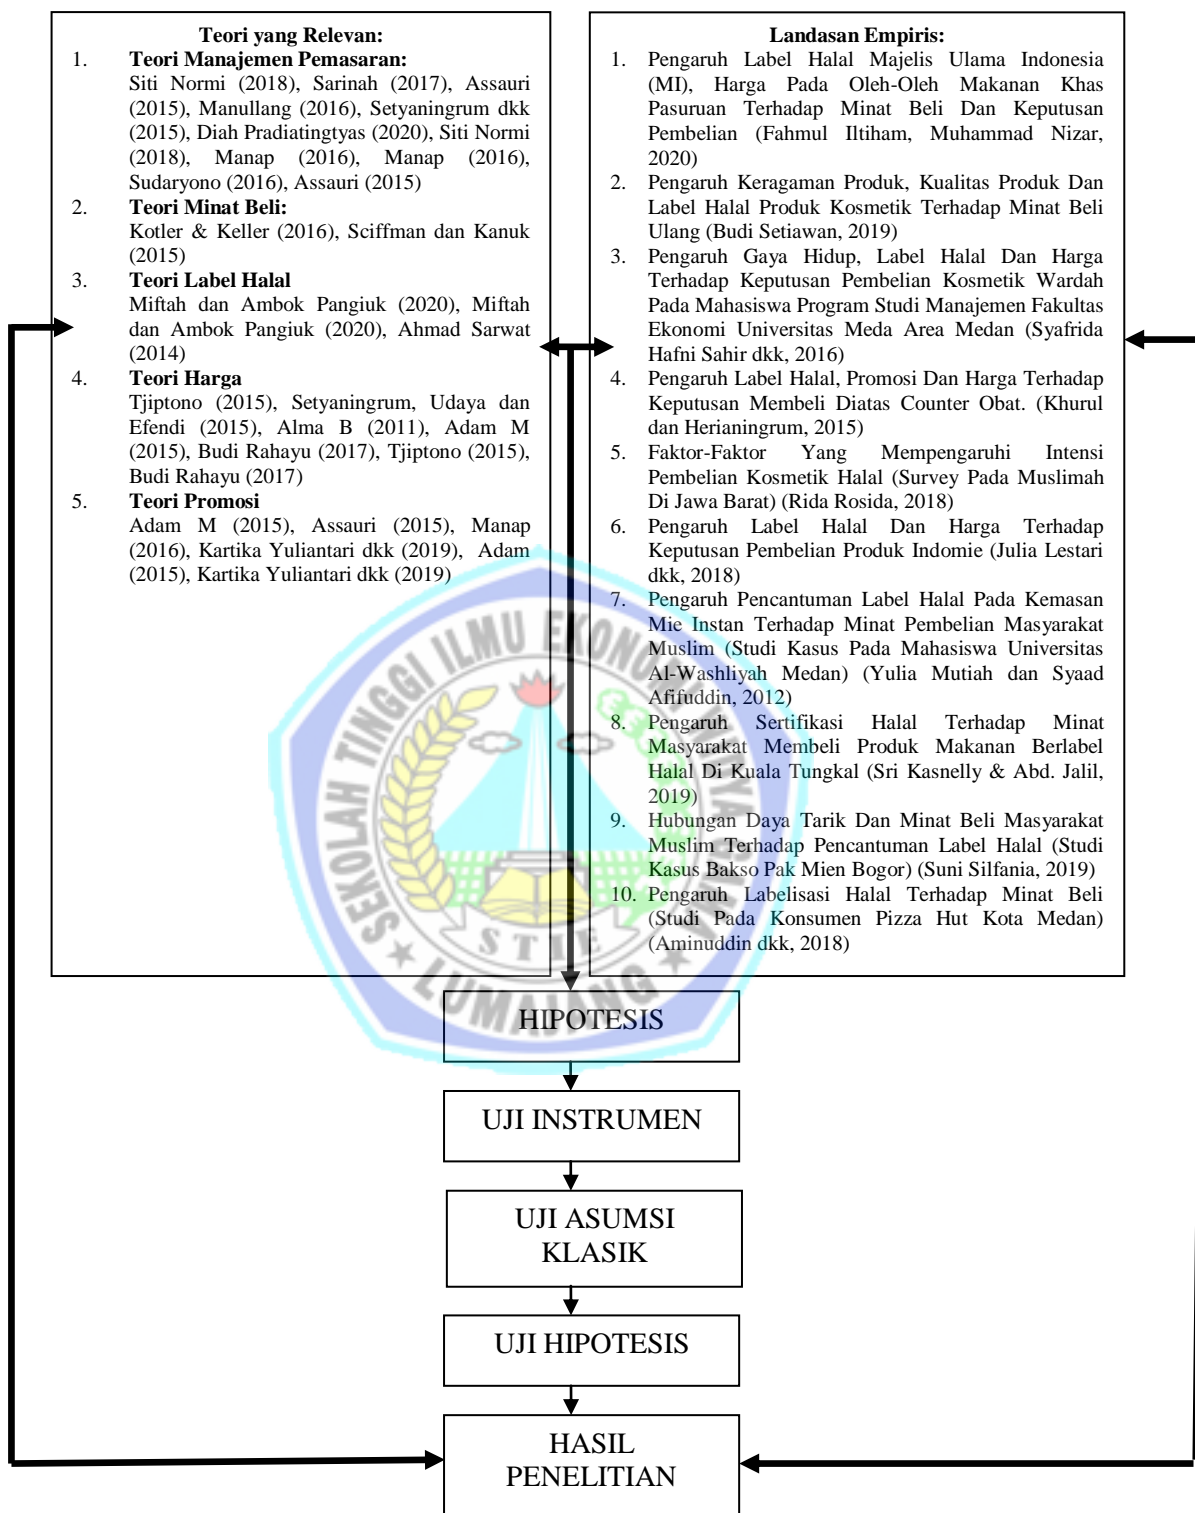 Teori yang Relevan:
1. Teori Manajemen Pemasaran:
Siti Normi (2018), Sarinah (2017), Assauri
(2015), Manullang (2016), Setyaningrum dkk
(2015), Diah Pradiatingtyas (2020), Siti Normi
(2018), Manap (2016), Manap (2016),
Sudaryono (2016), Assauri (2015)
2. Teori Minat Beli:
Kotler & Keller (2016), Sciffman dan Kanuk
(2015)
3. Teori Label Halal
Miftah dan Ambok Pangiuk (2020), Miftah
dan Ambok Pangiuk (2020), Ahmad Sarwat
(2014)
4. Teori Harga
Tjiptono (2015), Setyaningrum, Udaya dan
Efendi (2015), Alma B (2011), Adam M
(2015), Budi Rahayu (2017), Tjiptono (2015),
Budi Rahayu (2017)
5. Teori Promosi
Adam M (2015), Assauri (2015), Manap
(2016), Kartika Yuliantari dkk (2019), Adam
(2015), Kartika Yuliantari dkk (2019)
Landasan Empiris:
1. Pengaruh Label Halal Majelis Ulama Indonesia
(MI), Harga Pada Oleh-Oleh Makanan Khas
Pasuruan Terhadap Minat Beli Dan Keputusan
Pembelian (Fahmul Iltiham, Muhammad Nizar,
2020)
2. Pengaruh Keragaman Produk, Kualitas Produk Dan
Label Halal Produk Kosmetik Terhadap Minat Beli
Ulang (Budi Setiawan, 2019)
3. Pengaruh Gaya Hidup, Label Halal Dan Harga
Terhadap Keputusan Pembelian Kosmetik Wardah
Pada Mahasiswa Program Studi Manajemen Fakultas
Ekonomi Universitas Meda Area Medan (Syafrida
Hafni Sahir dkk, 2016)
4. Pengaruh Label Halal, Promosi Dan Harga Terhadap
Keputusan Membeli Diatas Counter Obat. (Khurul
dan Herianingrum, 2015)
5. Faktor-Faktor Yang Mempengaruhi Intensi
Pembelian Kosmetik Halal (Survey Pada Muslimah
Di Jawa Barat) (Rida Rosida, 2018)
6. Pengaruh Label Halal Dan Harga Terhadap
Keputusan Pembelian Produk Indomie (Julia Lestari
dkk, 2018)
7. Pengaruh Pencantuman Label Halal Pada Kemasan
Mie Instan Terhadap Minat Pembelian Masyarakat
Muslim (Studi Kasus Pada Mahasiswa Universitas
Al-Washliyah Medan) (Yulia Mutiah dan Syaad
Afifuddin, 2012)
8. Pengaruh Sertifikasi Halal Terhadap Minat
Masyarakat Membeli Produk Makanan Berlabel
Halal Di Kuala Tungkal (Sri Kasnelly & Abd. Jalil,
2019)
9. Hubungan Daya Tarik Dan Minat Beli Masyarakat
Muslim Terhadap Pencantuman Label Halal (Studi
Kasus Bakso Pak Mien Bogor) (Suni Silfania, 2019)
10. Pengaruh Labelisasi Halal Terhadap Minat Beli
(Studi Pada Konsumen Pizza Hut Kota Medan)
(Aminuddin dkk, 2018)
SEKOLAH TINGGI ILMU EKONOMI WIDYA GAMA
STIE
LUMAJANG
HIPOTESIS
UJI INSTRUMEN
UJI ASUMSI
KLASIK
UJI HIPOTESIS
HASIL
PENELITIAN